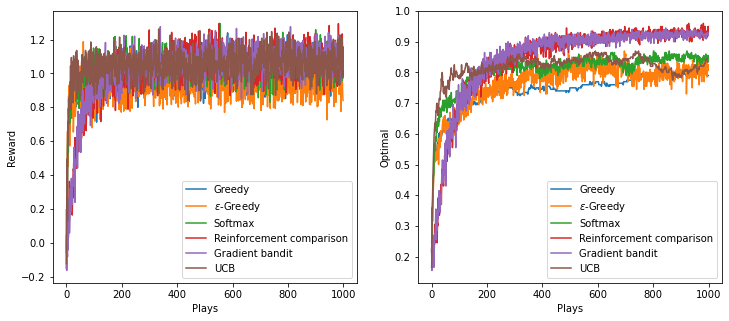 Reward
1.2
1.0
0.8
0.6
0.4
0.2
0.0
−0.2
Greedy
ε-Greedy
Softmax
Reinforcement comparison
Gradient bandit
UCB
0 200 400 600 800 1000
Plays
Optimal
1.0
0.9
0.8
0.7
0.6
0.5
0.4
0.3
0.2
Greedy
ε-Greedy
Softmax
Reinforcement comparison
Gradient bandit
UCB
0 200 400 600 800 1000
Plays